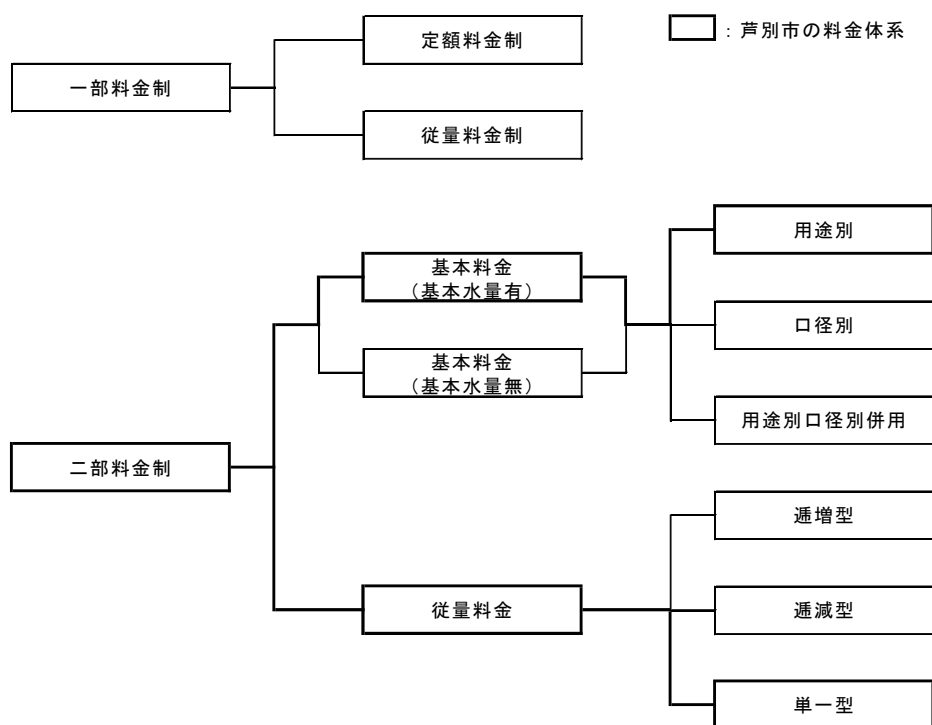 定額料金制
：芦別市の料金体系
一部料金制
従量料金制
用途別
基本料金
（基本水量有）
口径別
基本料金
（基本水量無）
用途別口径別併用
二部料金制
逓増型
従量料金
逓減型
単一型